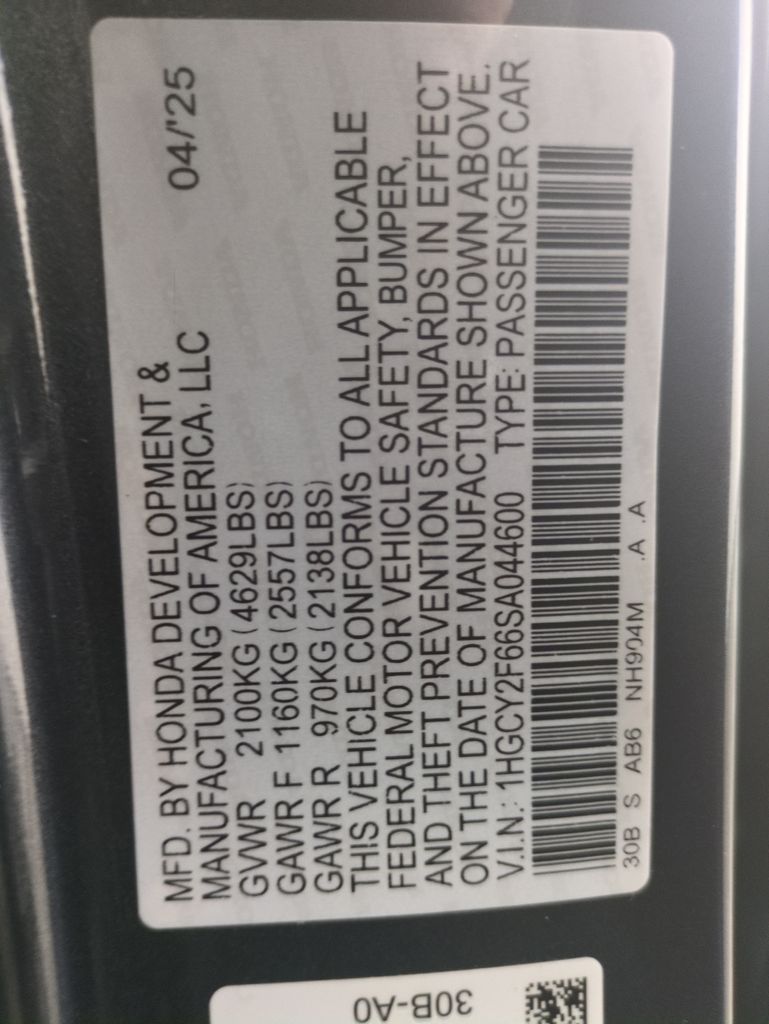 MFD. BY HONDA DEVELOPMENT &
MANUFACTURING OF AMERICA, LLC 04/'25
GVWR 2100KG (4629LBS)
GAWR F 1160KG (2557LBS)
GAWR R 970KG (2138LBS)
THIS VEHICLE CONFORMS TO ALL APPLICABLE
FEDERAL MOTOR VEHICLE SAFETY, BUMPER,
AND THEFT PREVENTION STANDARDS IN EFFECT
ON THE DATE OF MANUFACTURE SHOWN ABOVE.
V.I.N.: 1HGCY2F66SA044600 TYPE: PASSENGER CAR
30B S AB6 NH904M .A .A
30B-A0